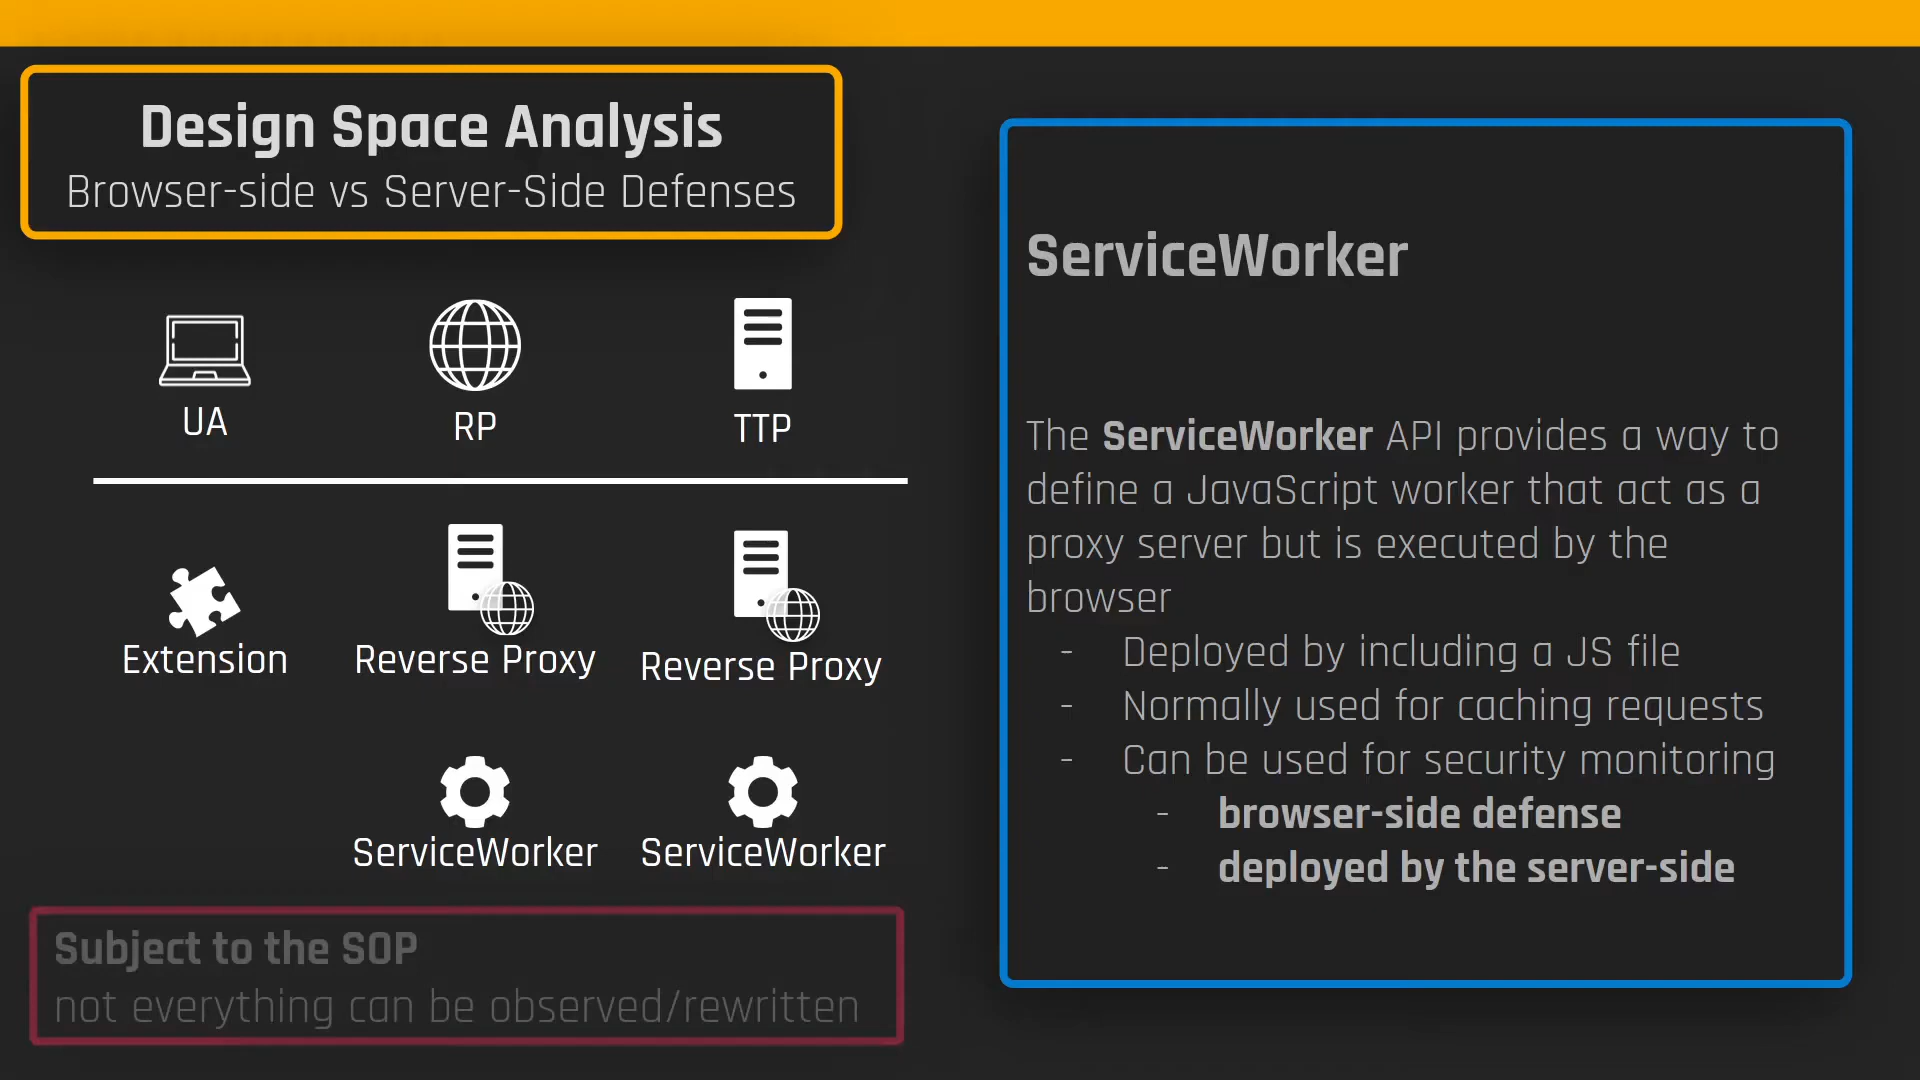 Design Space Analysis
Browser-side vs Server-Side Defenses
UA
RP
TTP
Extension
Reverse Proxy
Reverse Proxy
ServiceWorker
ServiceWorker
Subject to the SOP
not everything can be observed/rewritten
ServiceWorker
The ServiceWorker API provides a way to
define a JavaScript worker that act as a
proxy server but is executed by the
browser
- Deployed by including a JS file
- Normally used for caching requests
- Can be used for security monitoring
- browser-side defense
- deployed by the server-side